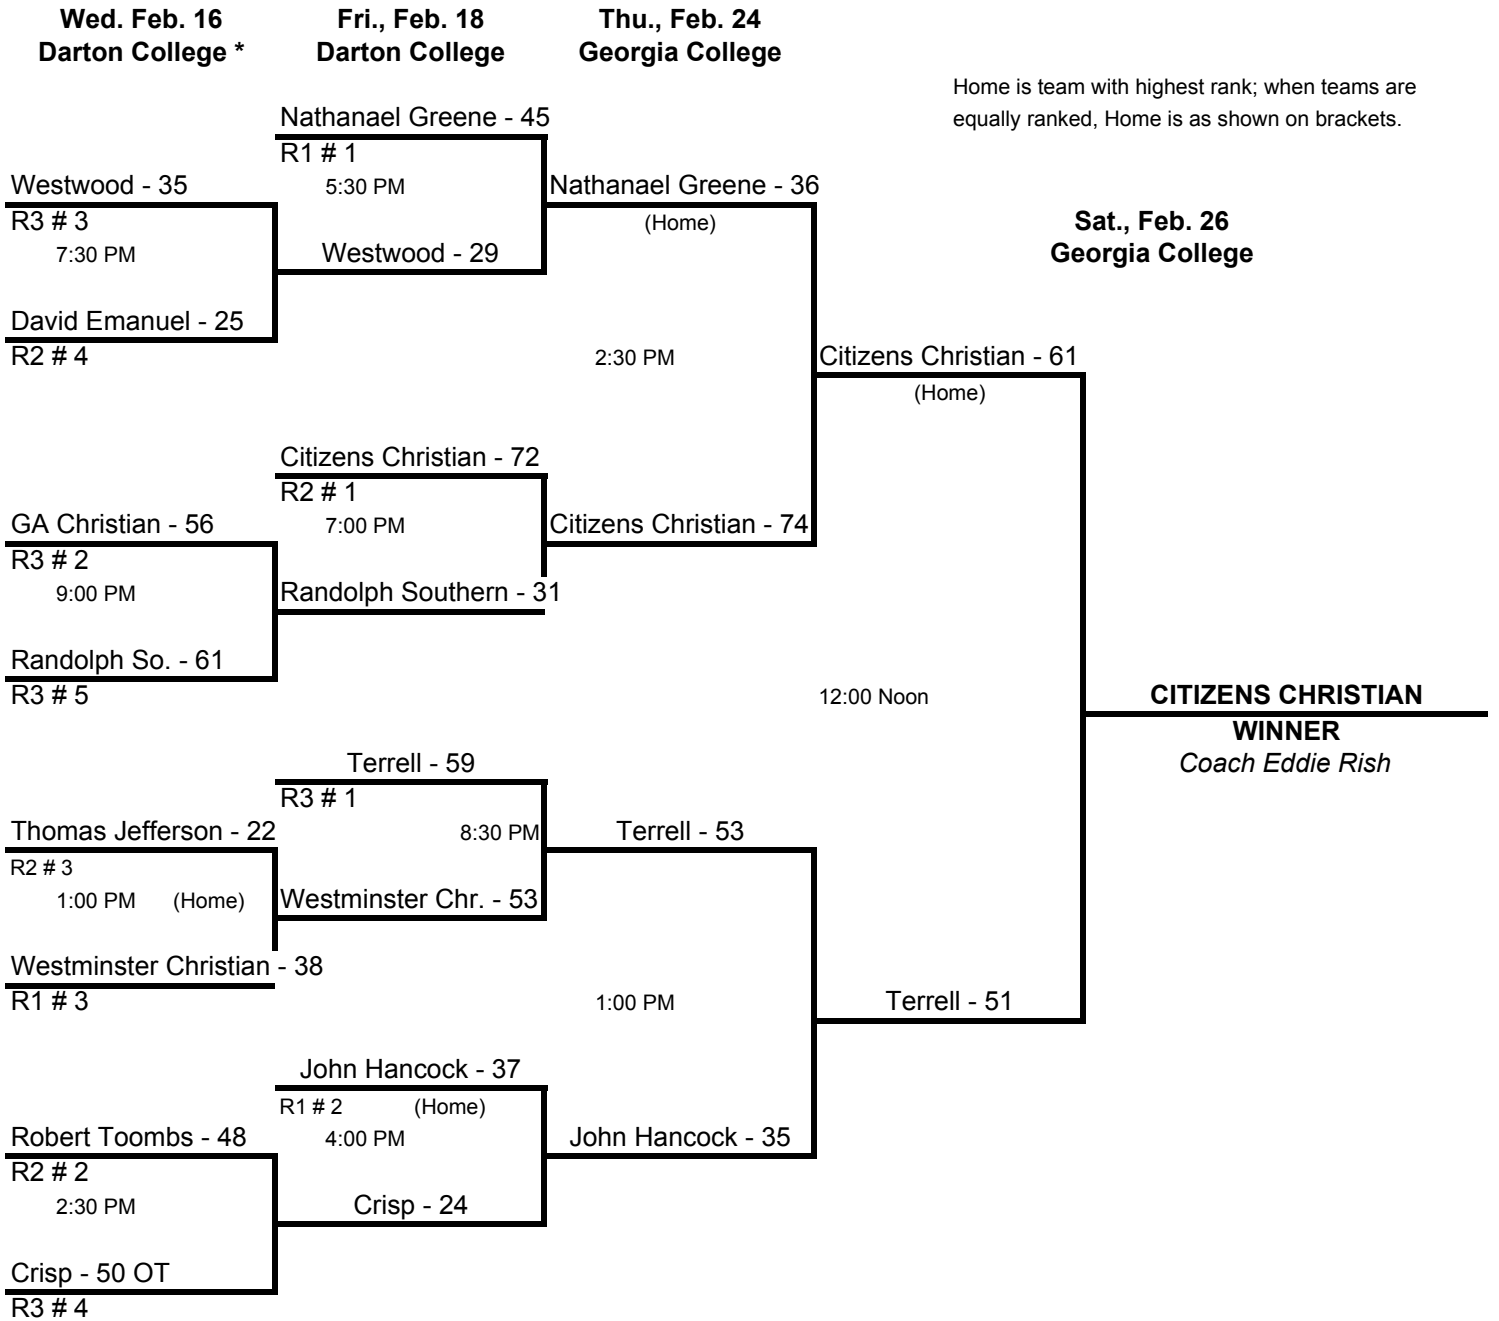 Wed. Feb. 16
Darton College *
Fri., Feb. 18
Darton College
Thu., Feb. 24
Georgia College
Home is team with highest rank; when teams are
equally ranked, Home is as shown on brackets.
Nathanael Greene - 45
R1 # 1
Westwood - 35
5:30 PM
Nathanael Greene - 36
R3 # 3
(Home)
Sat., Feb. 26
Georgia College
7:30 PM
Westwood - 29
David Emanuel - 25
R2 # 4
2:30 PM
Citizens Christian - 61
(Home)
Citizens Christian - 72
R2 # 1
GA Christian - 56
7:00 PM
Citizens Christian - 74
R3 # 2
9:00 PM
Randolph Southern - 31
Randolph So. - 61
R3 # 5
12:00 Noon
CITIZENS CHRISTIAN
WINNER
Coach Eddie Rish
Terrell - 59
R3 # 1
Thomas Jefferson - 22
8:30 PM
Terrell - 53
R2 # 3
1:00 PM (Home)
Westminster Chr. - 53
Westminster Christian - 38
R1 # 3
1:00 PM
Terrell - 51
John Hancock - 37
R1 # 2 (Home)
Robert Toombs - 48
4:00 PM
John Hancock - 35
R2 # 2
2:30 PM
Crisp - 24
Crisp - 50 OT
R3 # 4